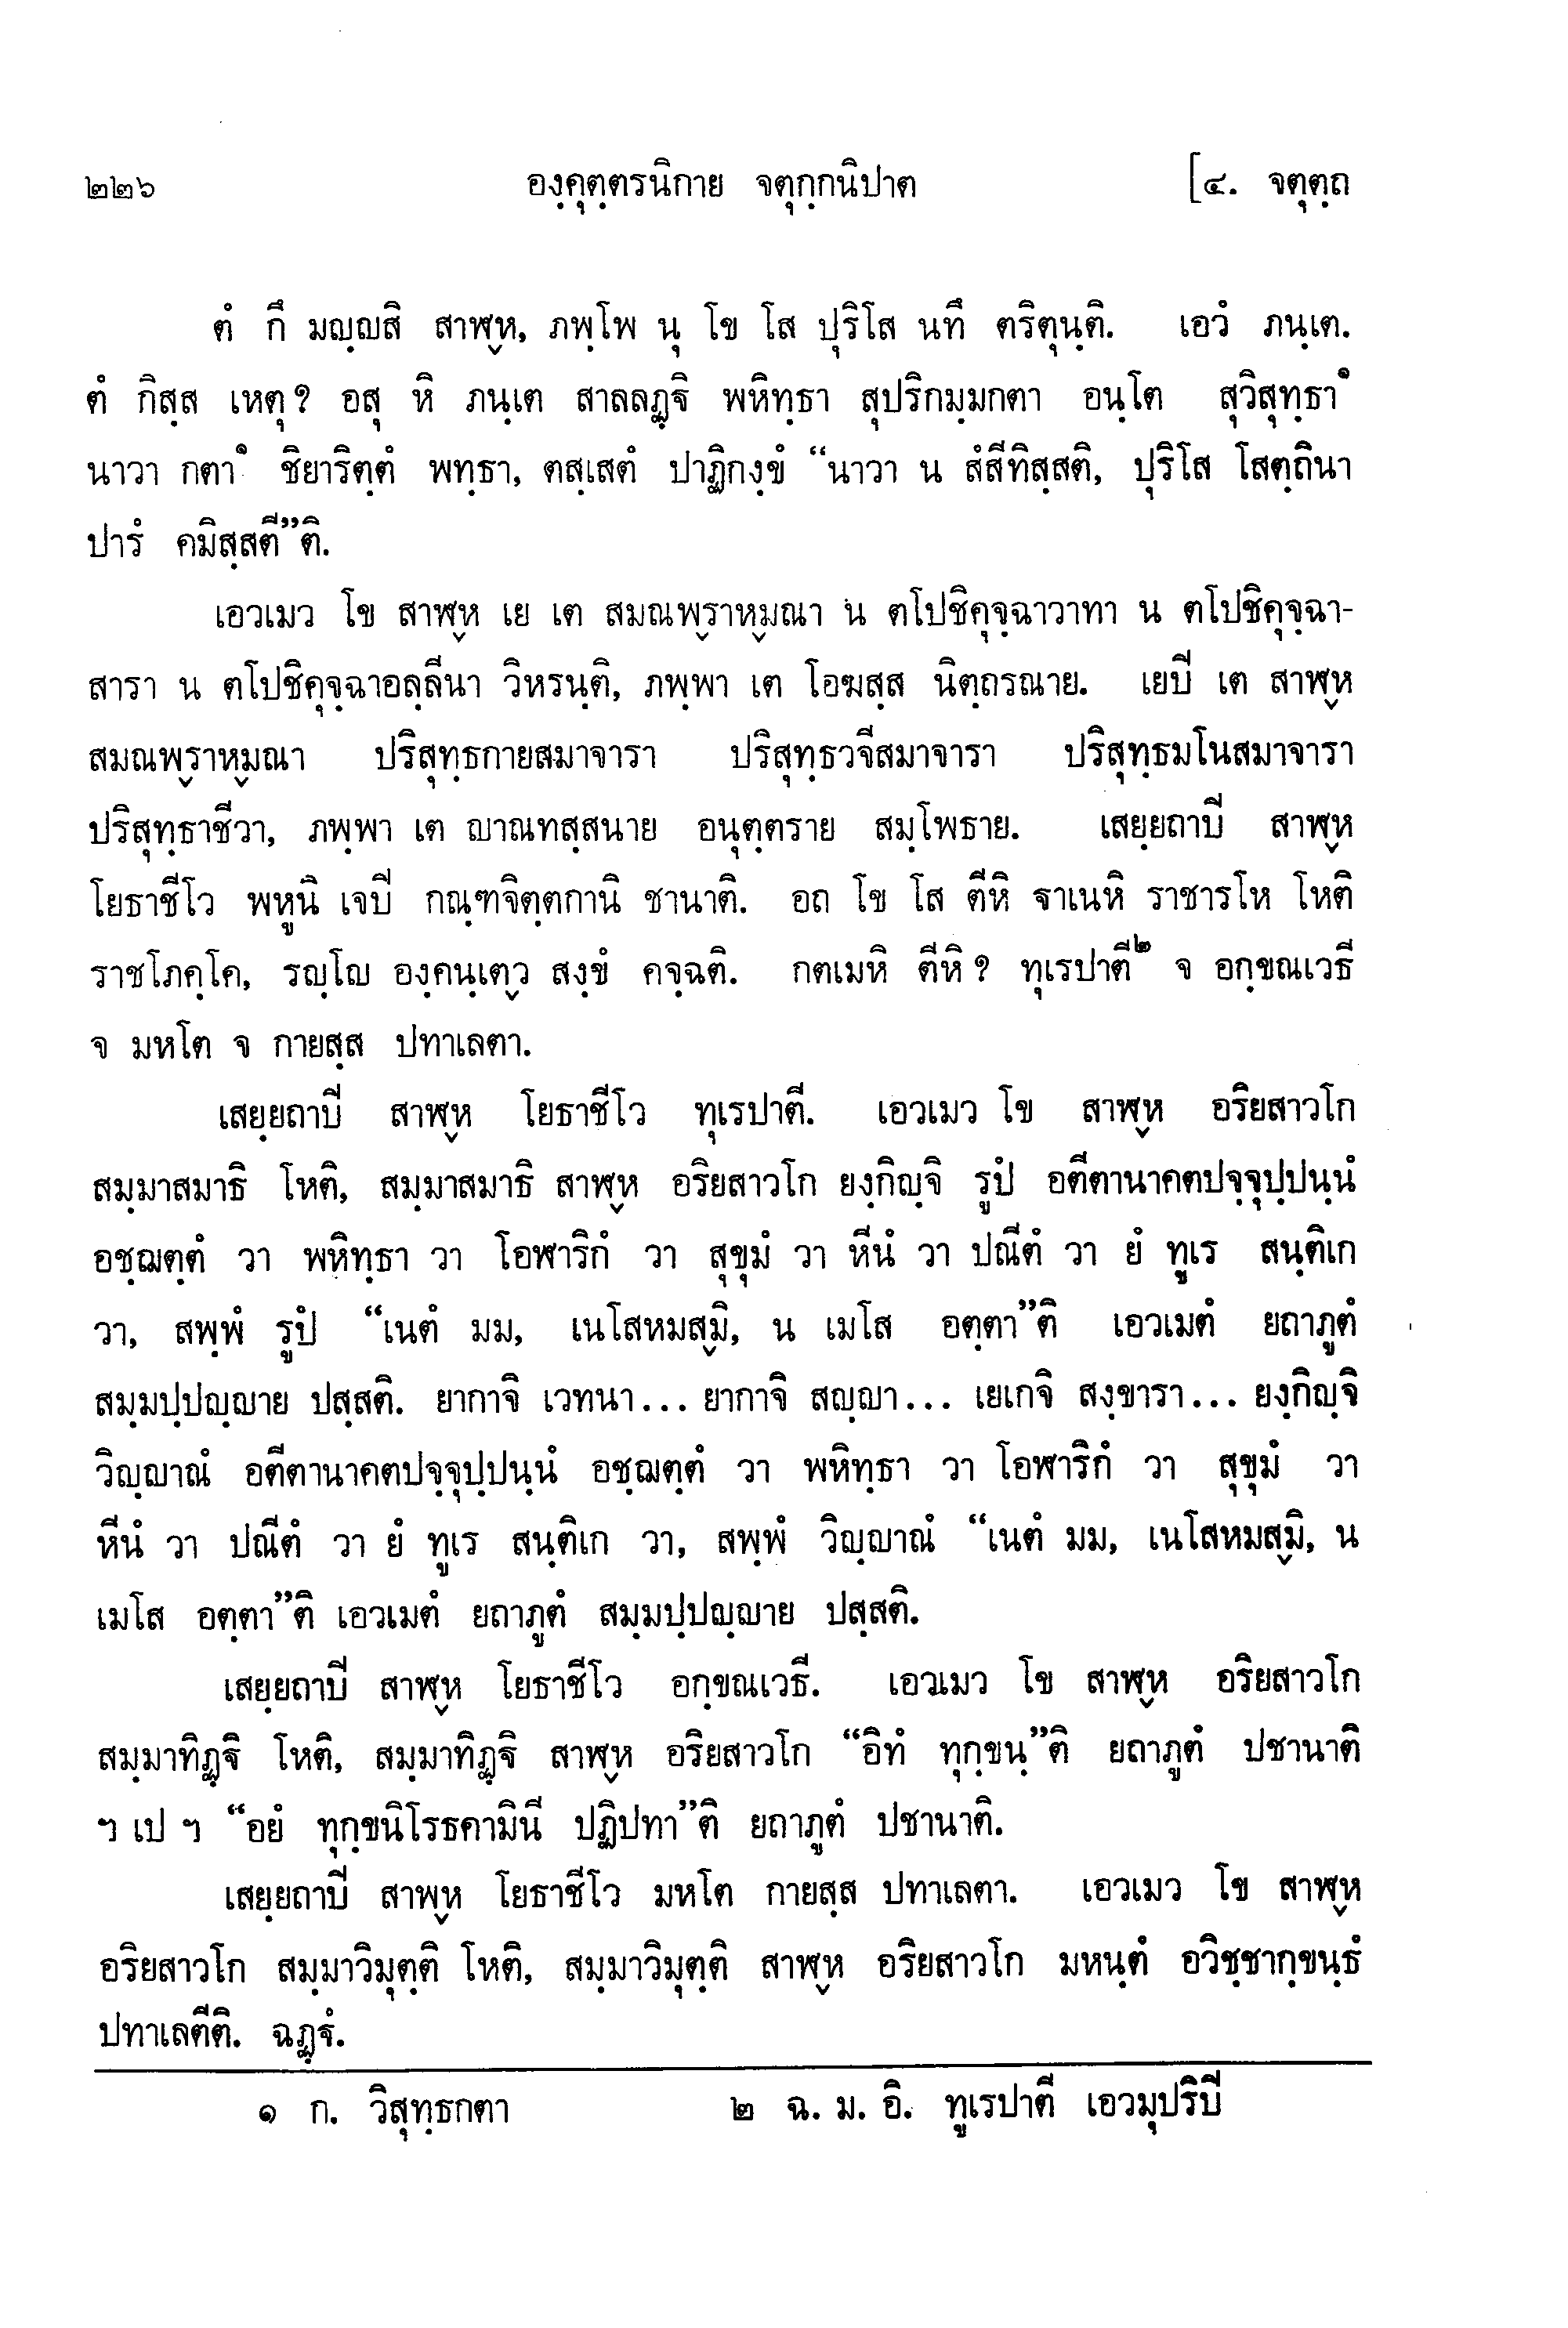 ๒๒๖ องฺคุตฺตรนิกาย จตุกฺกนิปาต [๔. จตุตฺถ
ตํ กึ มญฺญสิ สาฬฺห, ภพฺโพ นุ โข โส ปุริโส นทึ ตริตุนฺติ. เอวํ ภนฺเต.
ตํ กิสฺส เหตุ? อสุ หิ ภนฺเต สาลลฏฺฐิ พหิทฺธา สุปริกมฺมกตา อนฺโต สุวิสุทฺธา๑
นาวา กตา๑ ชิยาริตฺตํ พทฺธา, ตสฺเสตํ ปาฏิกงฺขํ “นาวา น สํสีทิสฺสติ, ปุริโส โสตฺถินา
ปารํ คมิสฺสตี”ติ.
เอวเมว โข สาฬฺห เย เต สมณพฺราหฺมณา น ตโปชิคุจฺฉาวาทา น ตโปชิคุจฺฉา-
สารา น ตโปชิคุจฺฉาอลฺลีนา วิหรนฺติ, ภพฺพา เต โอฆสฺส นิตฺถรณาย. เยปี เต สาฬฺห
สมณพฺราหฺมณา ปริสุทฺธกายสมาจารา ปริสุทฺธวจีสมาจารา ปริสุทฺธมโนสมาจารา
ปริสุทฺธาชีวา, ภพฺพา เต ญาณทสฺสนาย อนุตฺตราย สมฺโพธาย. เสยฺยถาปี สาฬฺห
โยธาชีโว พหูนิ เจปี กณฺฑจิตฺตกานิ ชานาติ. อถ โข โส ตีหิ ฐาเนหิ ราชารโห โหติ
ราชโภคฺโค, รญฺโญ องฺคนฺเตฺว สงฺขํ คจฺฉติ. กตเมหิ ตีหิ? ทุเรปาตี๒ จ อกฺขณเวธี
จ มหโต จ กายสฺส ปทาเลตา.
เสยฺยถาปี สาฬฺห โยธาชีโว ทุเรปาตี. เอวเมว โข สาฬฺห อริยสาวโก
สมฺมาสมาธิ โหติ, สมฺมาสมาธิ สาฬฺห อริยสาวโก ยงฺกิญฺจิ รูปํ อตีตานาคตปจฺจุปฺปนฺนํ
อชฺฌตฺตํ วา พหิทฺธา วา โอฬาริกํ วา สุขุมํ วา หีนํ วา ปณีตํ วา ยํ ทูเร สนฺติเก
วา, สพฺพํ รูปํ “เนตํ มม, เนโสหมสฺมิ, น เมโส อตฺตา”ติ เอวเมตํ ยถาภูตํ
สมฺมปฺปญฺญาย ปสฺสติ. ยากาจิ เวทนา... ยากาจิ สญฺญา... เยเกจิ สงฺขารา... ยงฺกิญฺจิ
วิญฺญาณํ อตีตานาคตปจฺจุปฺปนฺนํ อชฺฌตฺตํ วา พหิทฺธา วา โอฬาริกํ วา สุขุมํ วา
หีนํ วา ปณีตํ วา ยํ ทูเร สนฺติเก วา, สพฺพํ วิญฺญาณํ “เนตํ มม, เนโสหมสฺมิ, น
เมโส อตฺตา”ติ เอวเมตํ ยถาภูตํ สมฺมปฺปญฺญาย ปสฺสติ.
เสยฺยถาปี สาฬฺห โยธาชีโว อกฺขณเวธี. เอวเมว โข สาฬฺห อริยสาวโก
สมฺมาทิฏฺฐิ โหติ, สมฺมาทิฏฺฐิ สาฬฺห อริยสาวโก “อิทํ ทุกฺขนฺ”ติ ยถาภูตํ ปชานาติ
ฯ เป ฯ “อยํ ทุกฺขนิโรธคามินี ปฏิปทา”ติ ยถาภูตํ ปชานาติ.
เสยฺยถาปี สาพฺห โยธาชีโว มหโต กายสฺส ปทาเลตา. เอวเมว โข สาฬฺห
อริยสาวโก สมฺมาวิมุตฺติ โหติ, สมฺมาวิมุตฺติ สาฬฺห อริยสาวโก มหนฺตํ อวิชฺชากฺขนฺธํ
ปทาเลตีติ. ฉฏฺฐํ.
๑ ก. วิสุทฺธกตา ๒ ฉ. ม. อิ. ทูเรปาตี เอวมุปริปี